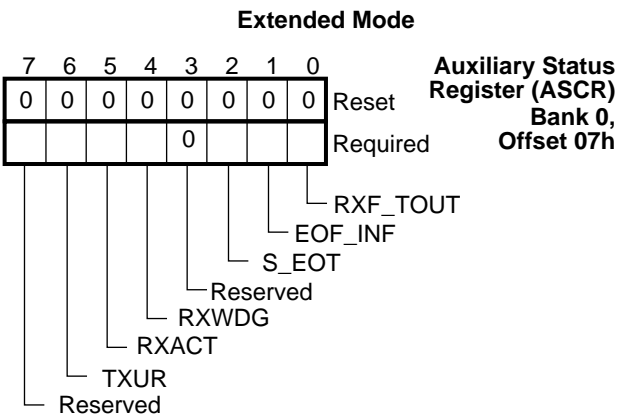 Extended Mode
7 6 5 4 3 2 1 0
Auxiliary Status
Register (ASCR)
Bank 0,
Offset 07h
0 0 0 0 0 0 0 0 Reset
0 Required
RXF_TOUT
EOF_INF
S_EOT
Reserved
RXWDG
RXACT
TXUR
Reserved